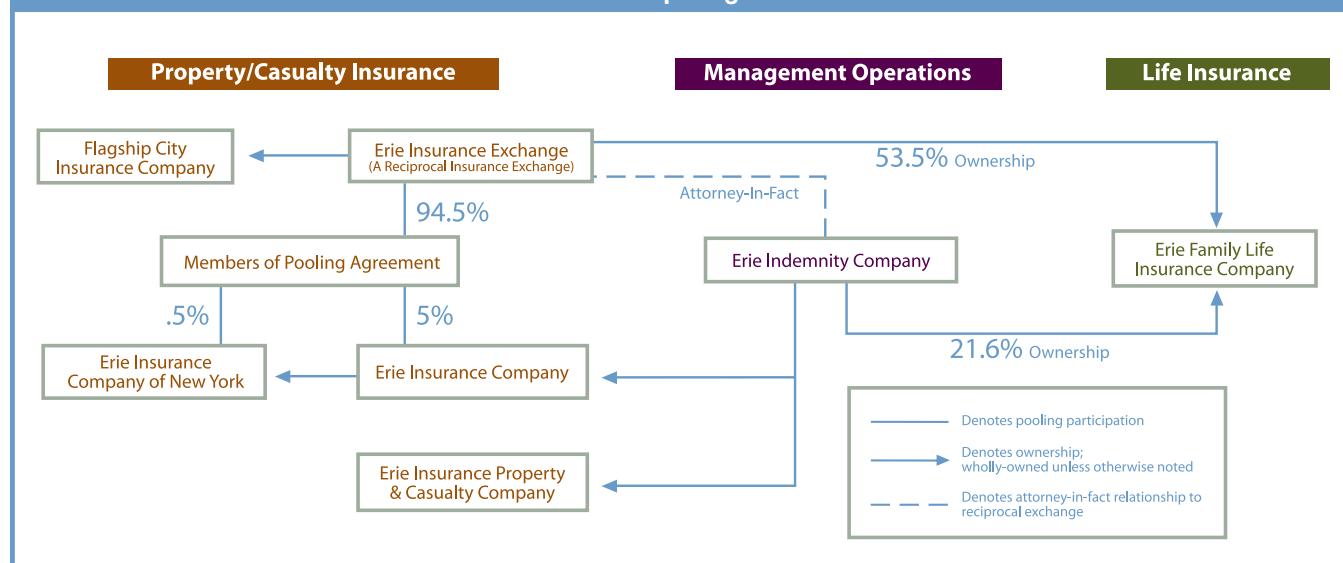 Property/Casualty Insurance
Management Operations
Life Insurance
Flagship City
Insurance Company
Erie Insurance Exchange
(A Reciprocal Insurance Exchange)
53.5% Ownership
Attorney-In-Fact
94.5%
Members of Pooling Agreement
Erie Indemnity Company
Erie Family Life
Insurance Company
.5%
5%
21.6% Ownership
Erie Insurance
Company of New York
Erie Insurance Company
Erie Insurance Property
& Casualty Company
Denotes pooling participation
Denotes ownership;
wholly-owned unless otherwise noted
Denotes attorney-in-fact relationship to
reciprocal exchange